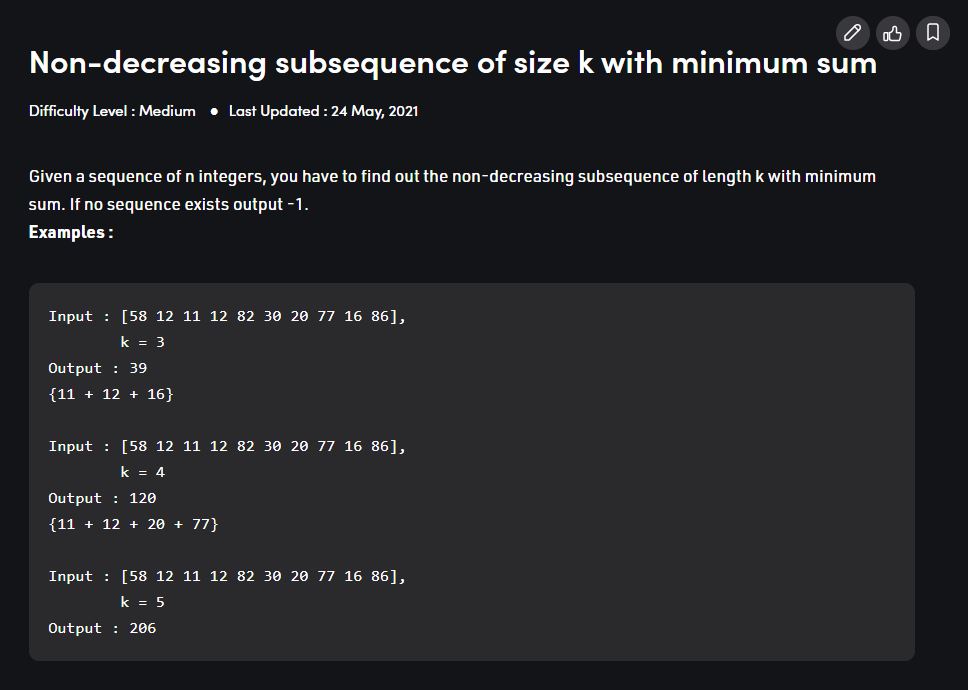 Non-decreasing subsequence of size k with minimum sum
Difficulty Level : Medium ● Last Updated : 24 May, 2021
Given a sequence of n integers, you have to find out the non-decreasing subsequence of length k with minimum
sum. If no sequence exists output -1.
Examples :
Input : [58 12 11 12 82 30 20 77 16 86],
k = 3
Output : 39
{11 + 12 + 16}
Input : [58 12 11 12 82 30 20 77 16 86],
k = 4
Output : 120
{11 + 12 + 20 + 77}
Input : [58 12 11 12 82 30 20 77 16 86],
k = 5
Output : 206